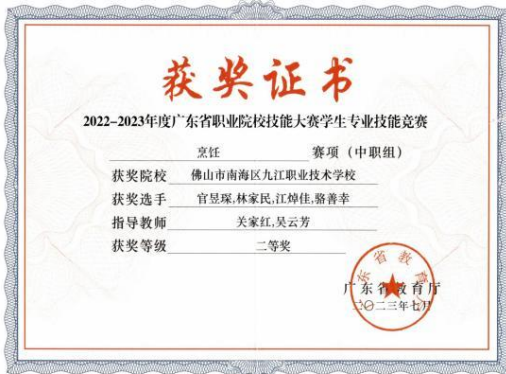 获奖证书
2022-2023年度广东省职业院校技能大赛学生专业技能竞赛
烹饪 赛项（中职组）
获奖院校 佛山市南海区九江职业技术学校
获奖选手 官昱琛,林家民,江焯佳,骆善幸
指导教师 关家红,吴云芳
获奖等级 二等奖
广东省教育厅
二〇二三年七月